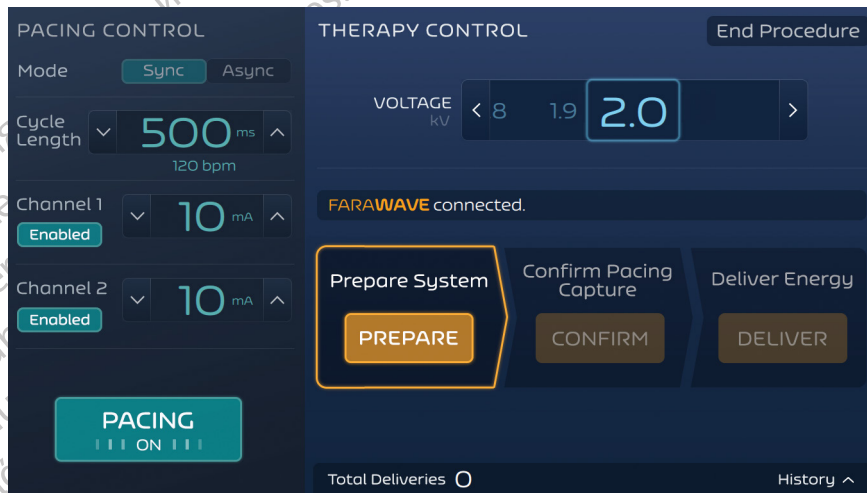 PACING CONTROL
Mode
Sync
Async
Cycle
Length
500 ms
120 bpm
Channel 1
Enabled
10 mA
Channel 2
Enabled
10 mA
PACING
ON
THERAPY CONTROL
End Procedure
VOLTAGE
kV
8 1.9 2.0
FARAWAVE connected.
Prepare System
PREPARE
Confirm Pacing
Capture
CONFIRM
Deliver Energy
DELIVER
Total Deliveries 0
History